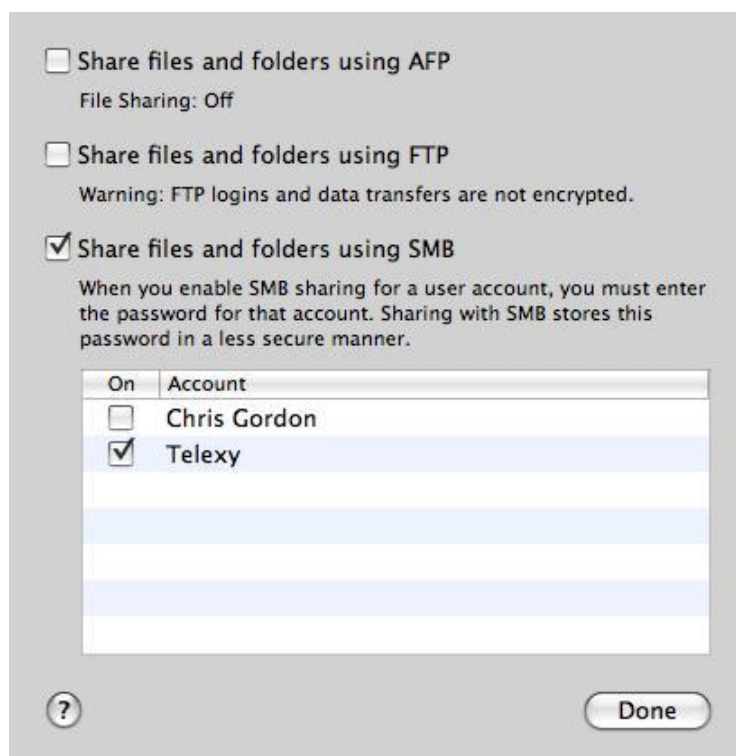 Share files and folders using AFP
File Sharing: Off
Share files and folders using FTP
Warning: FTP logins and data transfers are not encrypted.
Share files and folders using SMB
When you enable SMB sharing for a user account, you must enter
the password for that account. Sharing with SMB stores this
password in a less secure manner.
On Account
Chris Gordon
Telexy
? Done